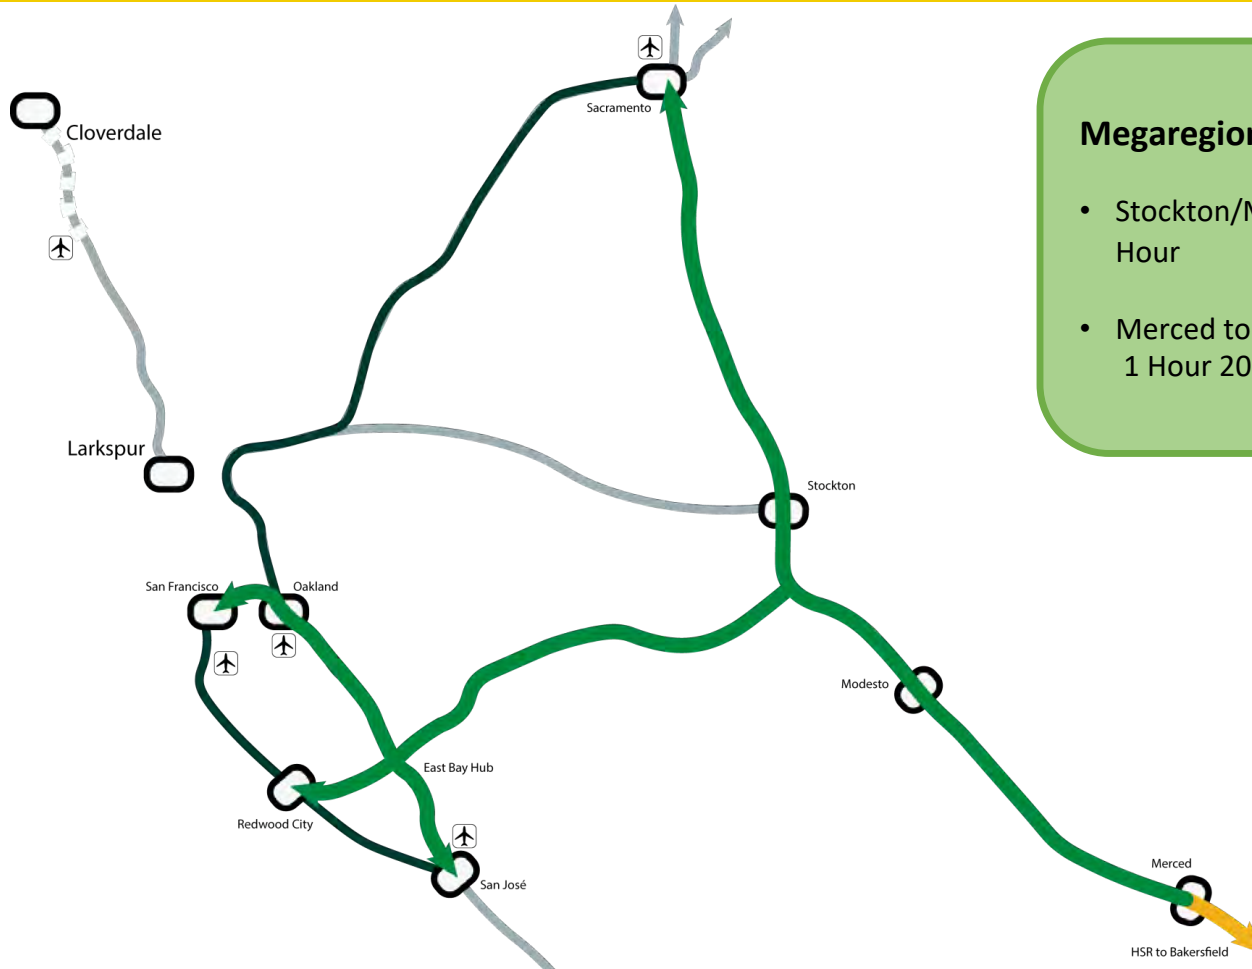 Sacramento
Cloverdale
Megaregion
• Stockton/M
Hour
• Merced to
1 Hour 20
Larkspur
Stockton
San Francisco
Oakland
Modesto
East Bay Hub
Redwood City
San José
Merced
HSR to Bakersfield